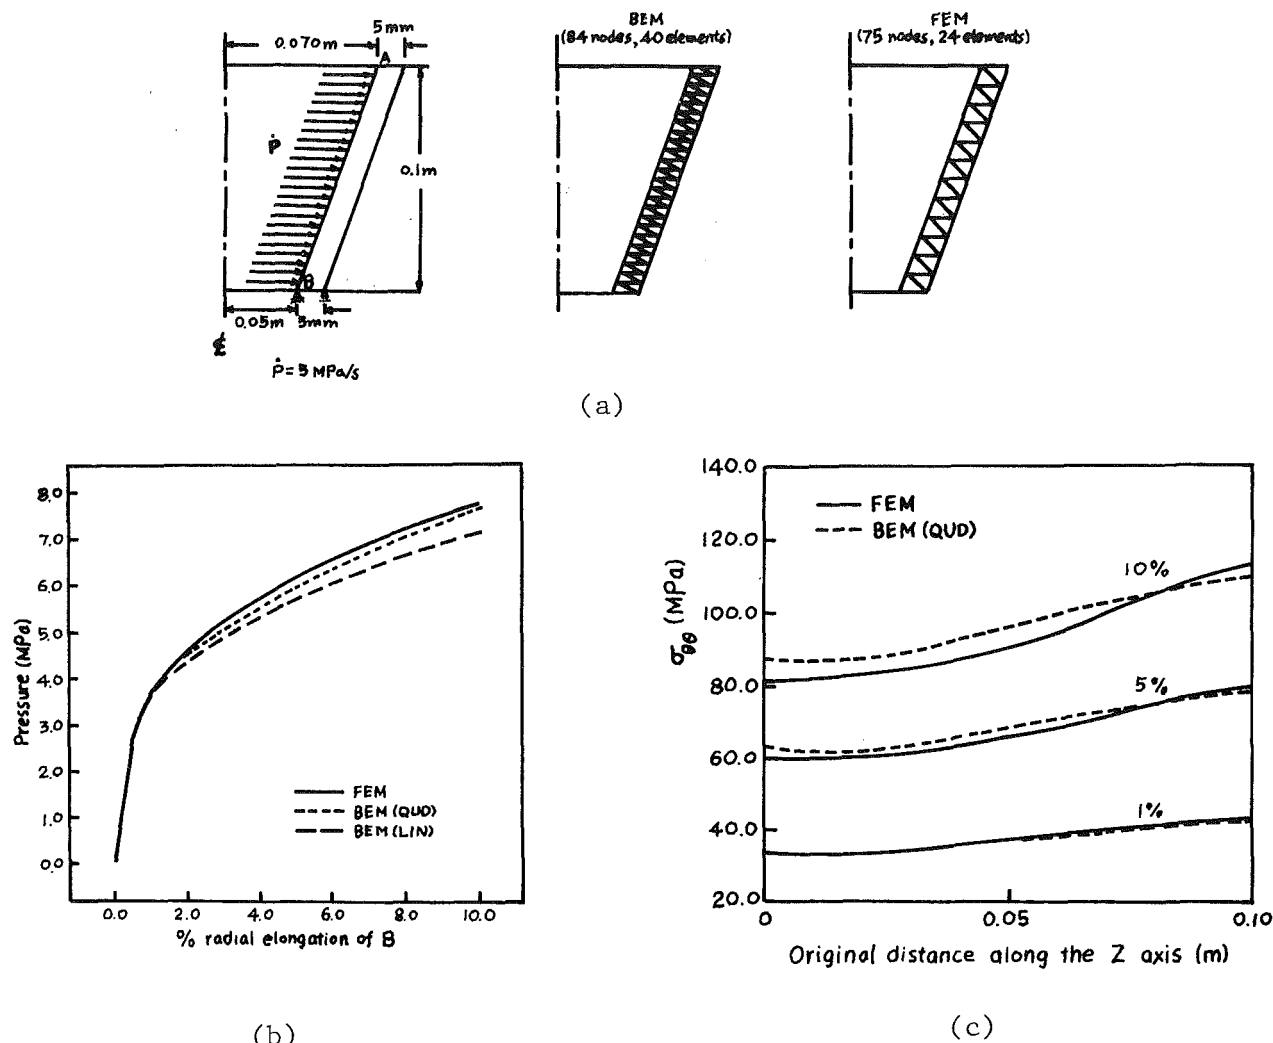 5mm
0.070m
A
ṗ
0.1m
B
0.05m
5mm
℄
ṗ = 5 MPa/s
BEM
(84 nodes, 40 elements)
FEM
(75 nodes, 24 elements)
(a)
8.0
7.0
6.0
5.0
4.0
3.0
2.0
1.0
0.0
Pressure (MPa)
FEM
BEM (QUD)
BEM (LIN)
0.0 2.0 4.0 6.0 8.0 10.0
% radial elongation of B
(b)
140.0
120.0
100.0
80.0
60.0
40.0
20.0
σθθ (MPa)
FEM
BEM (QUD)
10%
5%
1%
0 0.05 0.10
Original distance along the Z axis (m)
(c)